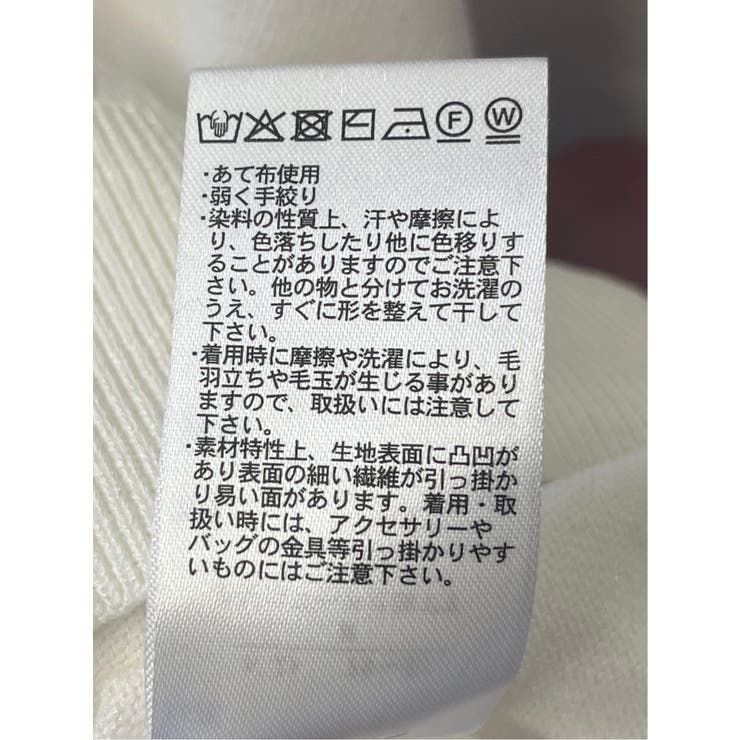 F W
・あて布使用
・弱く手絞り
・染料の性質上、汗や摩擦によ
り、色落ちしたり他に色移りす
ることがありますのでご注意下
さい。他の物と分けてお洗濯の
うえ、すぐに形を整えて干して
下さい。
・着用時に摩擦や洗濯により、毛
羽立ちや毛玉が生じる事があり
ますので、取扱いには注意して
下さい。
・素材特性上、生地表面に凸凹が
あり表面の細い繊維が引っ掛か
り易い面があります。着用・取
扱い時には、アクセサリーや
バッグの金具等引っ掛かりやす
いものにはご注意下さい。